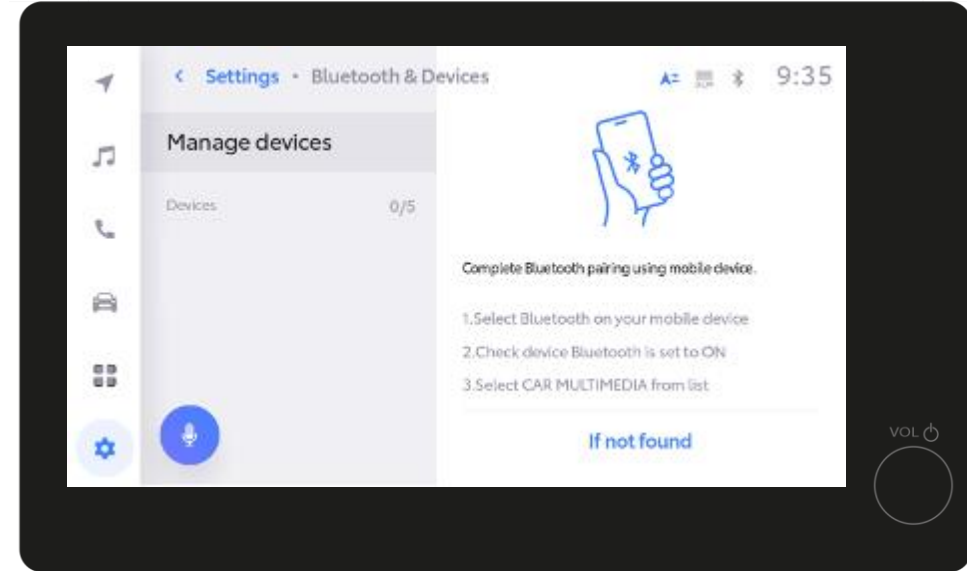 Settings • Bluetooth & Devices
9:35
Manage devices
Devices 0/5
Complete Bluetooth pairing using mobile device.
1.Select Bluetooth on your mobile device
2.Check device Bluetooth is set to ON
3.Select CAR MULTIMEDIA from list
If not found
VOL